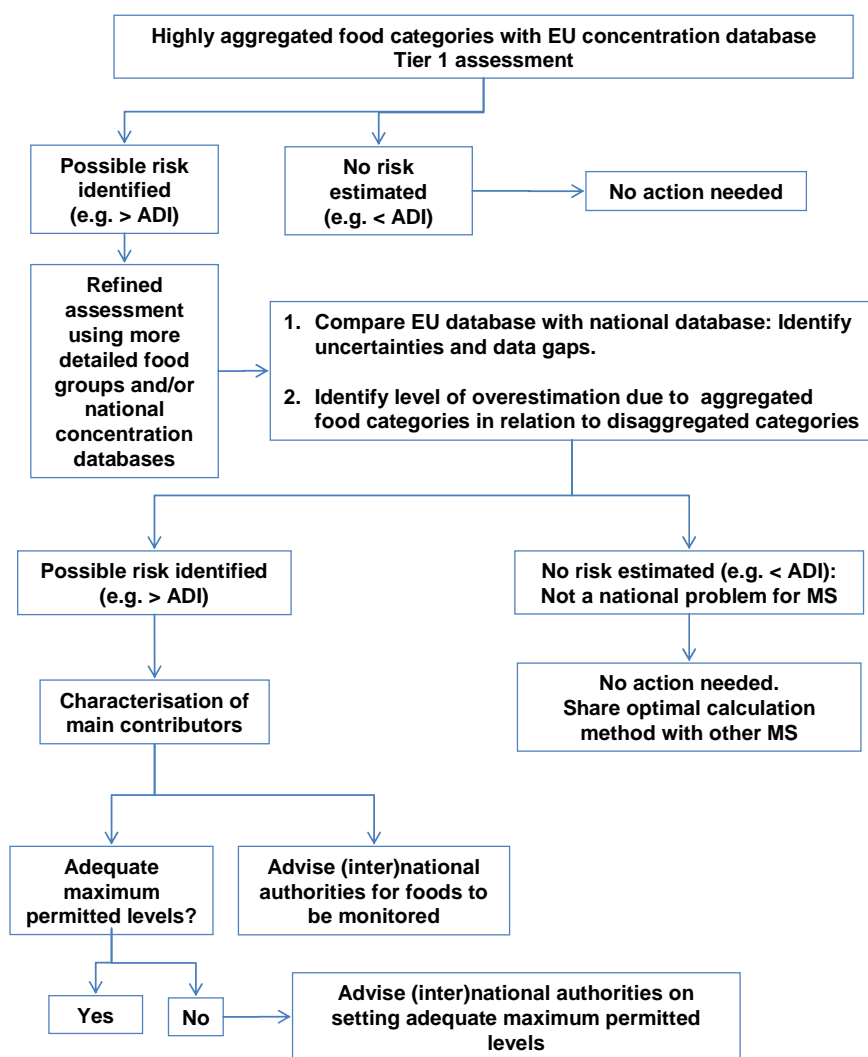 Highly aggregated food categories with EU concentration database
Tier 1 assessment
Possible risk
identified
(e.g. > ADI)
No risk
estimated
(e.g. < ADI)
No action needed
Refined
assessment
using more
detailed food
groups and/or
national
concentration
databases
1. Compare EU database with national database: Identify
uncertainties and data gaps.
2. Identify level of overestimation due to aggregated
food categories in relation to disaggregated categories
Possible risk identified
(e.g. > ADI)
No risk estimated (e.g. < ADI):
Not a national problem for MS
Characterisation of
main contributors
No action needed.
Share optimal calculation
method with other MS
Adequate
maximum
permitted levels?
Advise (inter)national
authorities for foods to
be monitored
Yes
No
Advise (inter)national authorities on
setting adequate maximum permitted
levels